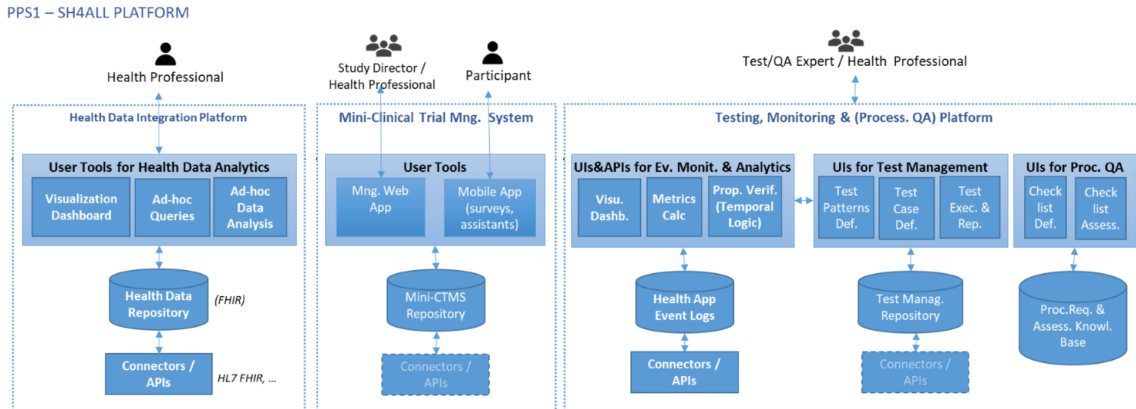 PPS1 – SH4ALL PLATFORM
Health Professional
Study Director /
Health Professional
Participant
Test/QA Expert / Health Professional
Health Data Integration Platform
Mini-Clinical Trial Mng. System
Testing, Monitoring & (Process. QA) Platform
User Tools for Health Data Analytics
Visualization
Dashboard
Ad-hoc
Queries
Ad-hoc
Data
Analysis
User Tools
Mng. Web
App
Mobile App
(surveys,
assistants)
UIs&APIs for Ev. Monit. & Analytics
Visu.
Dashb.
Metrics
Calc
Prop. Verif.
(Temporal
Logic)
UIs for Test Management
Test
Patterns
Def.
Test
Case
Def.
Test
Exec. &
Rep.
UIs for Proc. QA
Check
list
Def.
Check
list
Assess.
Health Data
Repository
(FHIR)
Mini-CTMS
Repository
Health App
Event Logs
Test Manag.
Repository
Proc.Req. &
Assess. Knowl.
Base
Connectors /
APIs
HL7 FHIR, ...
Connectors /
APIs
Connectors /
APIs
Connectors /
APIs